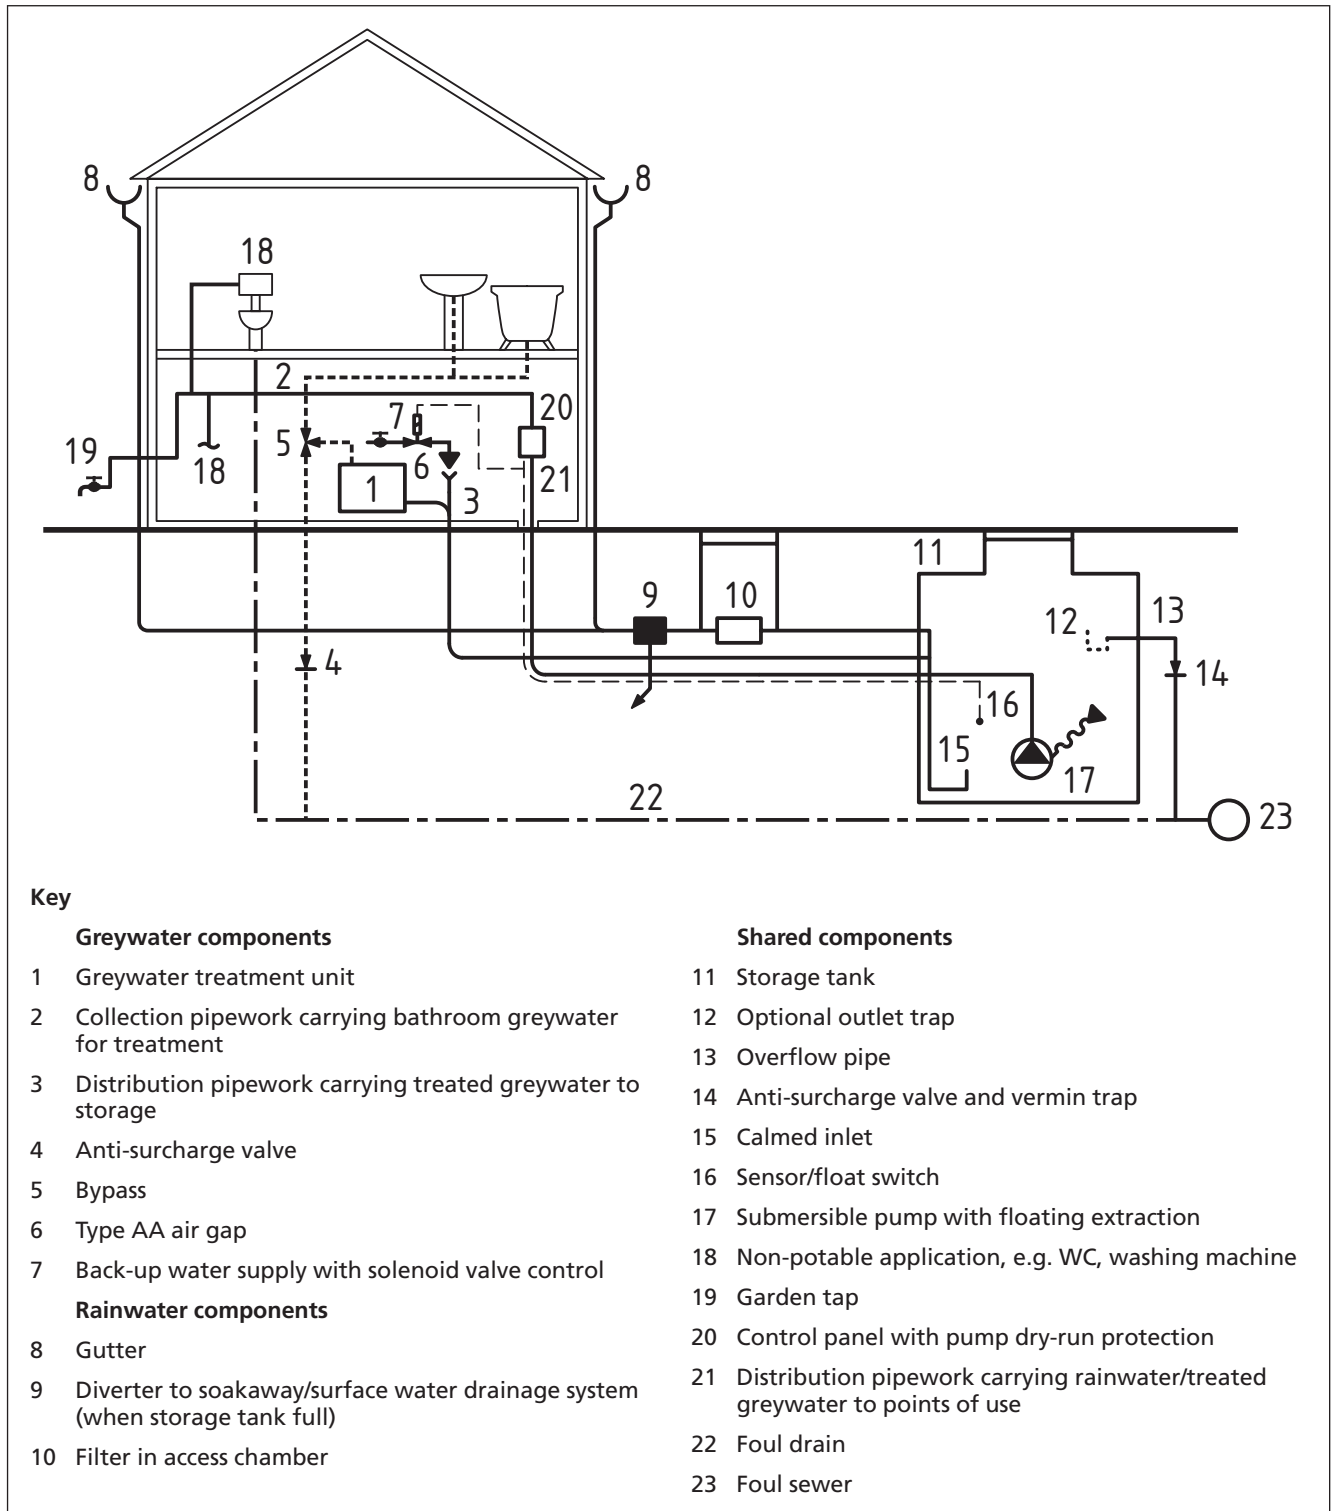 8
8
18
2
20
7
5
19
18
6
21
1
3
11
9
10
13
12
4
14
16
15
17
22
23
Key
Greywater components
1 Greywater treatment unit
2 Collection pipework carrying bathroom greywater
for treatment
3 Distribution pipework carrying treated greywater to
storage
4 Anti-surcharge valve
5 Bypass
6 Type AA air gap
7 Back-up water supply with solenoid valve control
Rainwater components
8 Gutter
9 Diverter to soakaway/surface water drainage system
(when storage tank full)
10 Filter in access chamber
Shared components
11 Storage tank
12 Optional outlet trap
13 Overflow pipe
14 Anti-surcharge valve and vermin trap
15 Calmed inlet
16 Sensor/float switch
17 Submersible pump with floating extraction
18 Non-potable application, e.g. WC, washing machine
19 Garden tap
20 Control panel with pump dry-run protection
21 Distribution pipework carrying rainwater/treated
greywater to points of use
22 Foul drain
23 Foul sewer